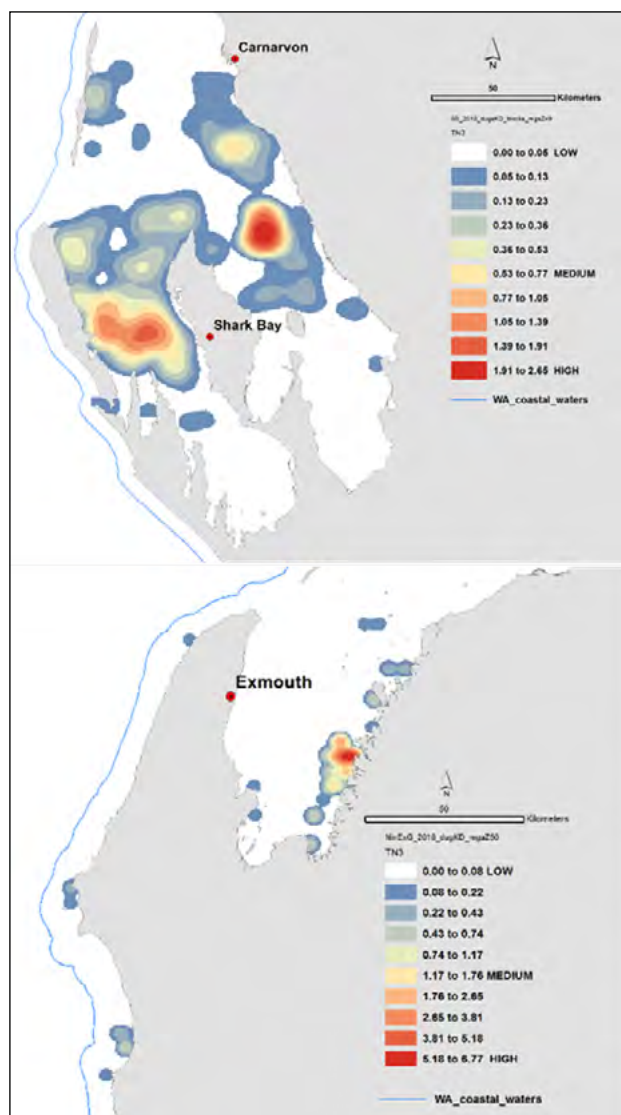 Carnarvon
N
50
Kilometers
TN3
0.00 to 0.05 LOW
0.05 to 0.13
0.13 to 0.23
0.23 to 0.36
0.36 to 0.53
0.53 to 0.77 MEDIUM
0.77 to 1.05
1.05 to 1.39
1.39 to 1.91
1.91 to 2.65 HIGH
WA_coastal_waters
Shark Bay
Exmouth
N
50
Kilometers
TN3
0.00 to 0.08 LOW
0.08 to 0.22
0.22 to 0.43
0.43 to 0.74
0.74 to 1.17
1.17 to 1.76 MEDIUM
1.76 to 2.65
2.65 to 3.81
3.81 to 5.18
5.18 to 6.77 HIGH
WA_coastal_waters